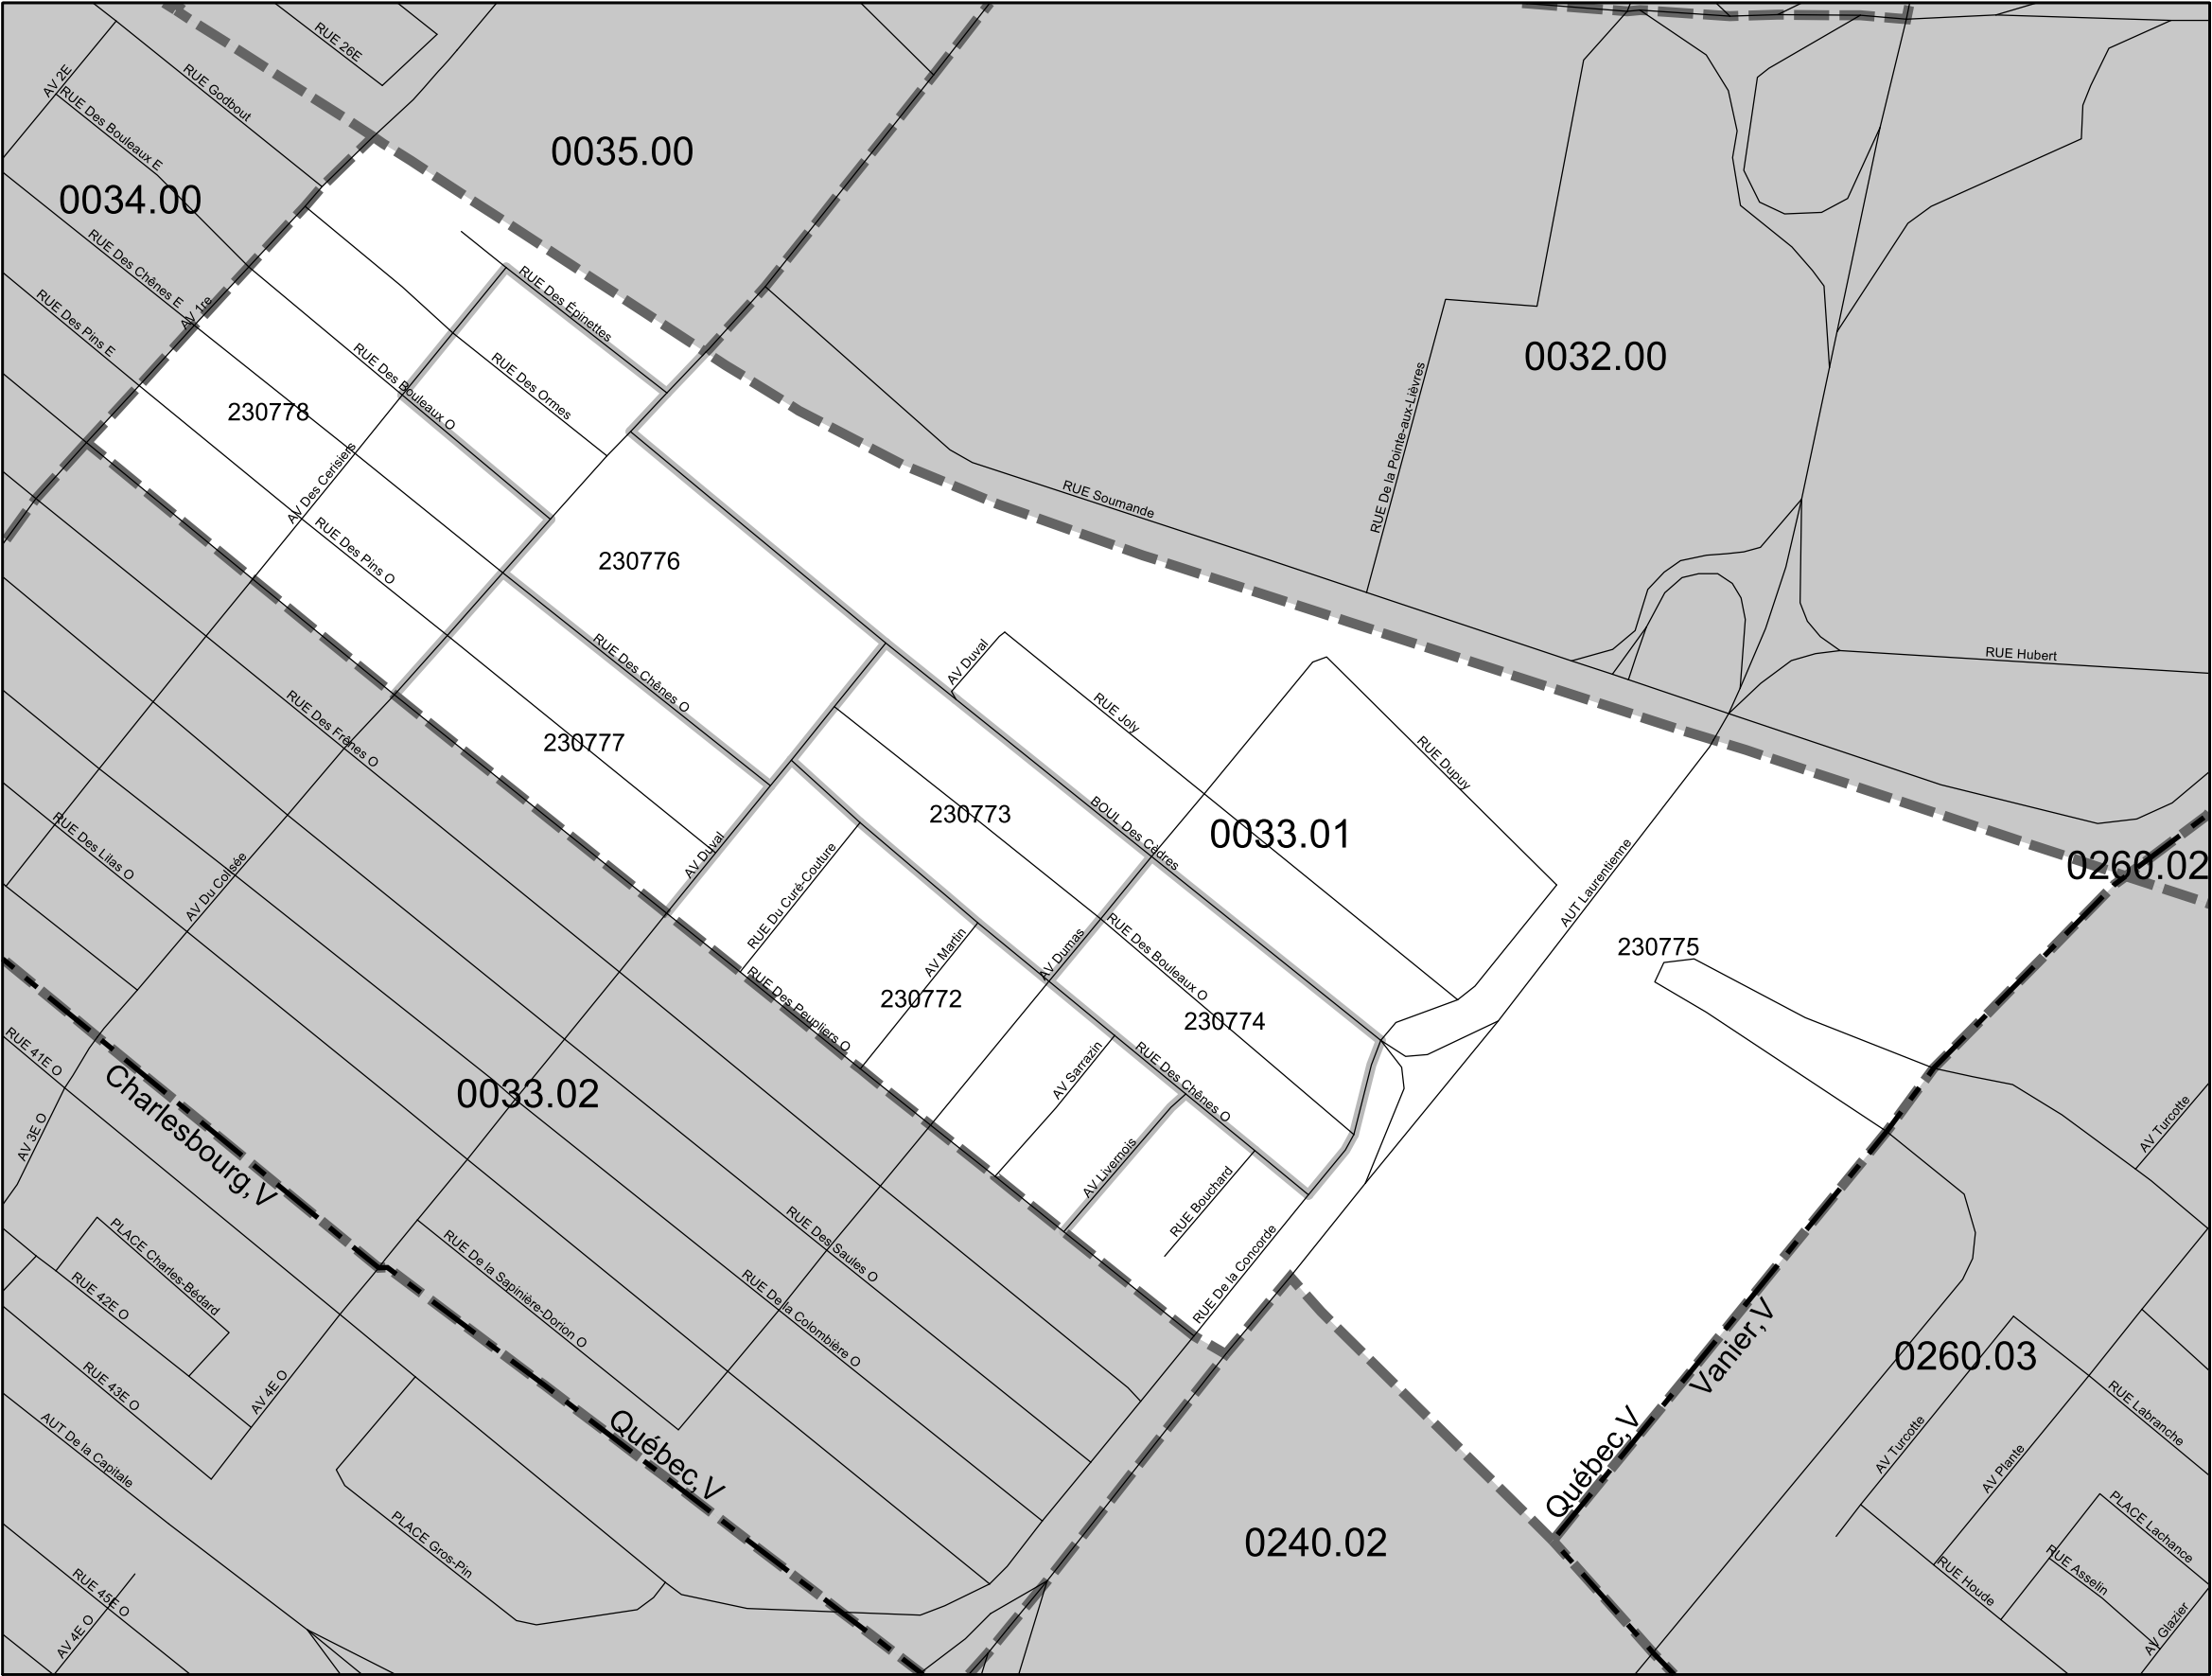 RUE 26E
AV 2E
RUE Godbout
RUE Des Bouleaux E
0035.00
0034.00
RUE Des Chênes E
AV 1re
RUE Des Pins E
RUE Des Épinettes
0032.00
RUE Des Bouleaux O
RUE Des Ormes
230778
RUE De la Pointe-aux-Lièvres
AV Des Cerisiers
RUE Soumande
RUE Des Pins O
230776
RUE Hubert
RUE Des Chênes O
AV Duval
RUE Joly
RUE Des Frênes O
230777
RUE Dupuy
230773
BOUL Des Cèdres
0033.01
RUE Des Lilas O
AV Du Colisée
AV Duval
RUE Du Curé-Couture
AUT Laurentienne
0260.02
AV Martin
AV Dumas
RUE Des Bouleaux O
230775
230772
RUE Des Peupliers O
230774
RUE 41E O
Charlesbourg,V
0033.02
AV Sarrazin
RUE Des Chênes O
AV 3E O
AV Livernois
AV Turcotte
RUE Bouchard
PLACE Charles-Bédard
RUE 42E O
RUE De la Sapinière-Dorion O
RUE Des Saules O
RUE De la Colombière O
RUE De la Concorde
Vanier,V
0260.03
RUE 43E O
AV 4E O
RUE Labranche
AUT De la Capitale
Québec,V
Québec,V
AV Turcotte
AV Plante
PLACE Gros-Pin
0240.02
PLACE Lachance
RUE Asselin
RUE Houde
RUE 45E O
AV 4E O
AV Glazier